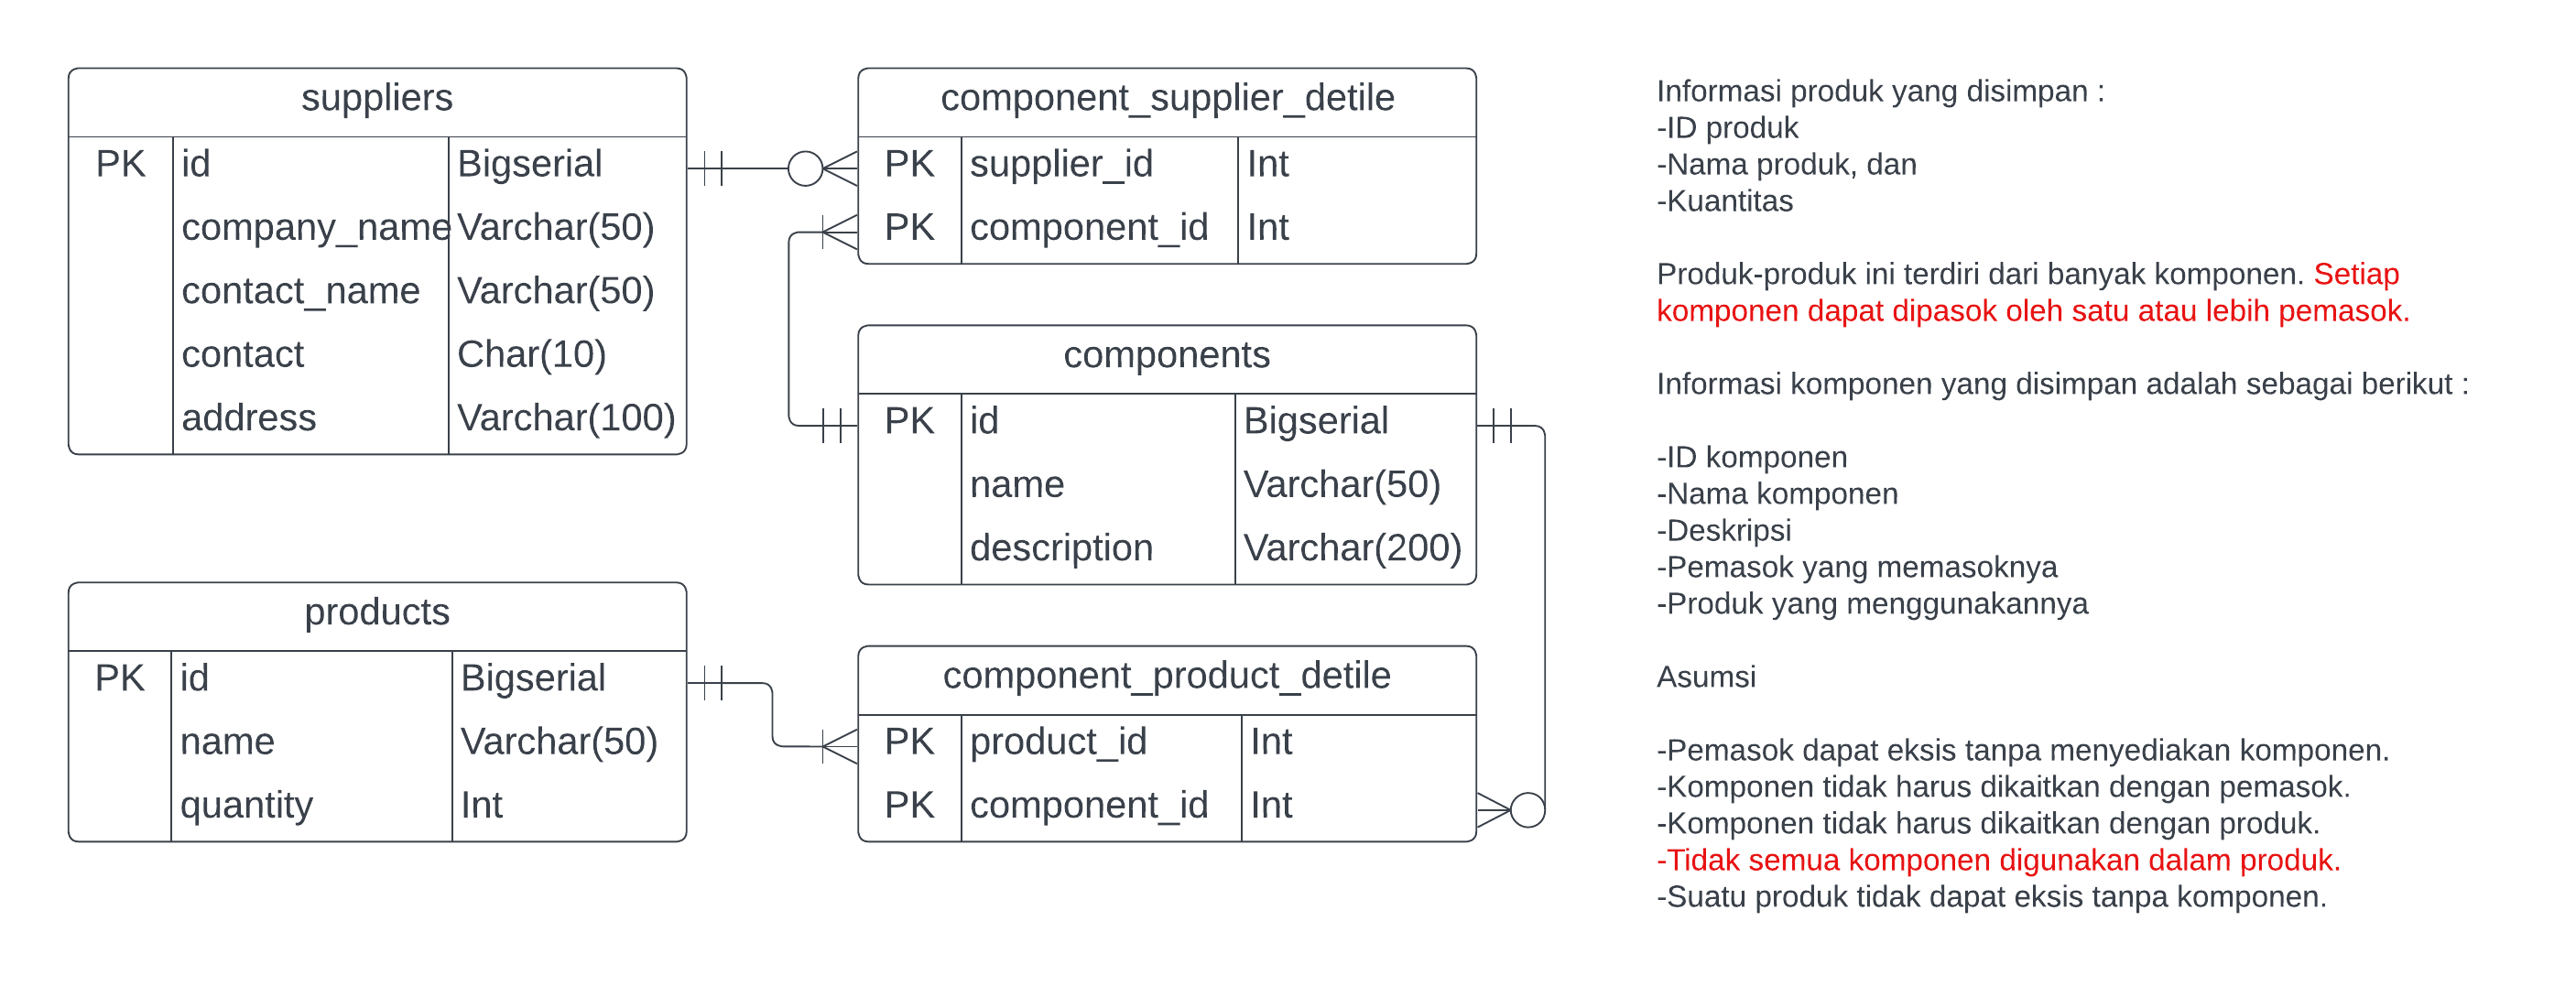 suppliers
PK id Bigserial
company_name Varchar(50)
contact_name Varchar(50)
contact Char(10)
address Varchar(100)
component_supplier_detile
PK supplier_id Int
PK component_id Int
components
PK id Bigserial
name Varchar(50)
description Varchar(200)
products
PK id Bigserial
name Varchar(50)
quantity Int
component_product_detile
PK product_id Int
PK component_id Int
Informasi produk yang disimpan :
-ID produk
-Nama produk, dan
-Kuantitas
Produk-produk ini terdiri dari banyak komponen. Setiap
komponen dapat dipasok oleh satu atau lebih pemasok.
Informasi komponen yang disimpan adalah sebagai berikut :
-ID komponen
-Nama komponen
-Deskripsi
-Pemasok yang memasoknya
-Produk yang menggunakannya
Asumsi
-Pemasok dapat eksis tanpa menyediakan komponen.
-Komponen tidak harus dikaitkan dengan pemasok.
-Komponen tidak harus dikaitkan dengan produk.
-Tidak semua komponen digunakan dalam produk.
-Suatu produk tidak dapat eksis tanpa komponen.